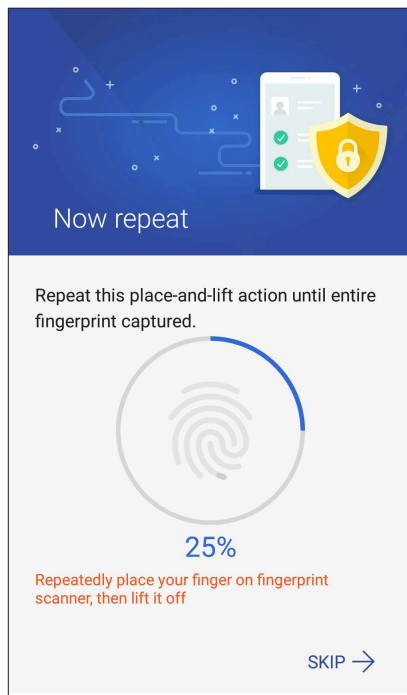 Now repeat
Repeat this place-and-lift action until entire
fingerprint captured.
25%
Repeatedly place your finger on fingerprint
scanner, then lift it off
SKIP